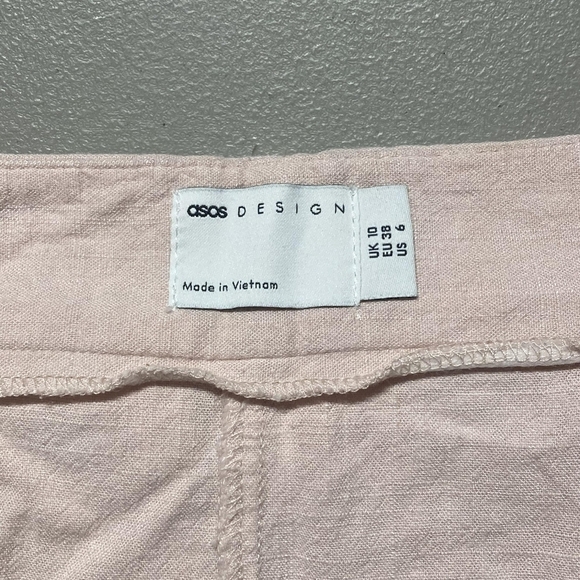 asos DESIGN
Made in Vietnam
UK 10
EU 38
US 6